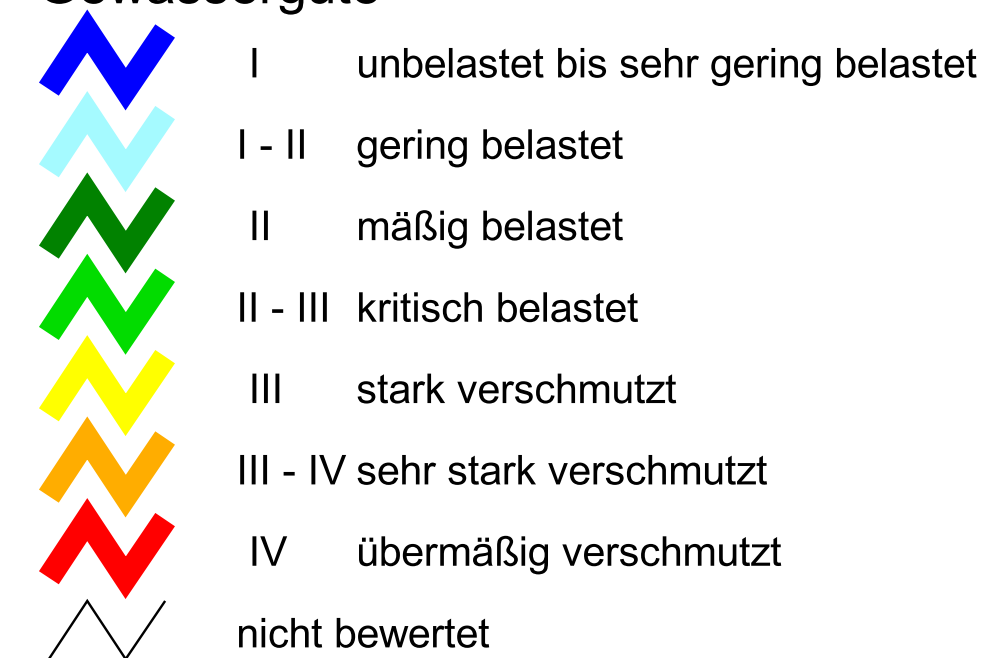 Gewässergüte
I unbelastet bis sehr gering belastet
I - II gering belastet
II mäßig belastet
II - III kritisch belastet
III stark verschmutzt
III - IV sehr stark verschmutzt
IV übermäßig verschmutzt
nicht bewertet